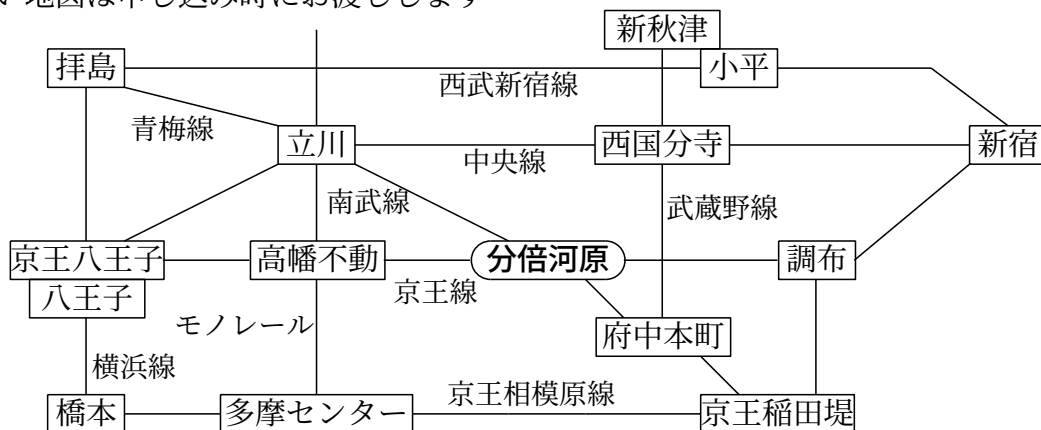 地図は申し込み時にお渡しします
新秋津
拝島
小平
西武新宿線
青梅線
立川
西国分寺
新宿
中央線
南武線
武蔵野線
京王八王子
高幡不動
分倍河原
調布
八王子
京王線
モノレール
府中本町
横浜線
京王相模原線
橋本
多摩センター
京王稲田堤